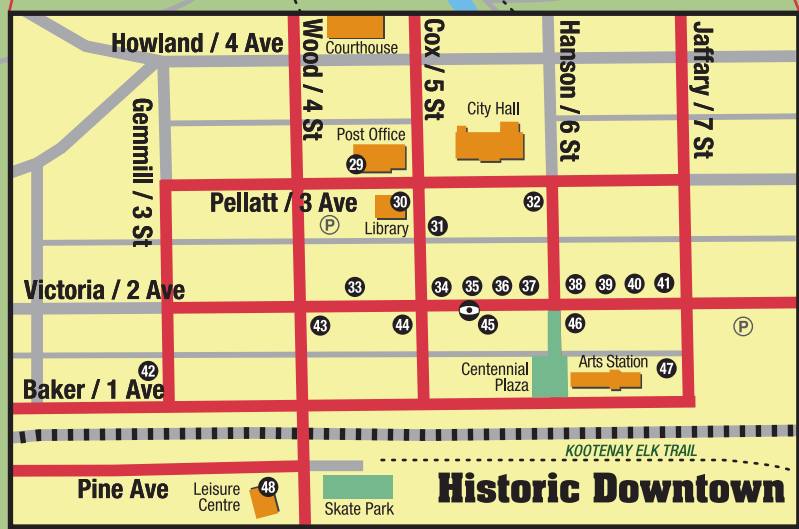 Howland / 4 Ave
Courthouse
Wood / 4 St
Cox / 5 St
Hanson / 6 St
Jaffary / 7 St
Gemmill / 3 St
City Hall
Post Office
29
Pellatt / 3 Ave
30
Library
P
31
32
Victoria / 2 Ave
33
34
35
36
37
38
39
40
41
43
44
45
46
P
42
Baker / 1 Ave
Centennial
Plaza
Arts Station
47
KOOTENAY ELK TRAIL
Pine Ave
Leisure
Centre
48
Skate Park
Historic Downtown